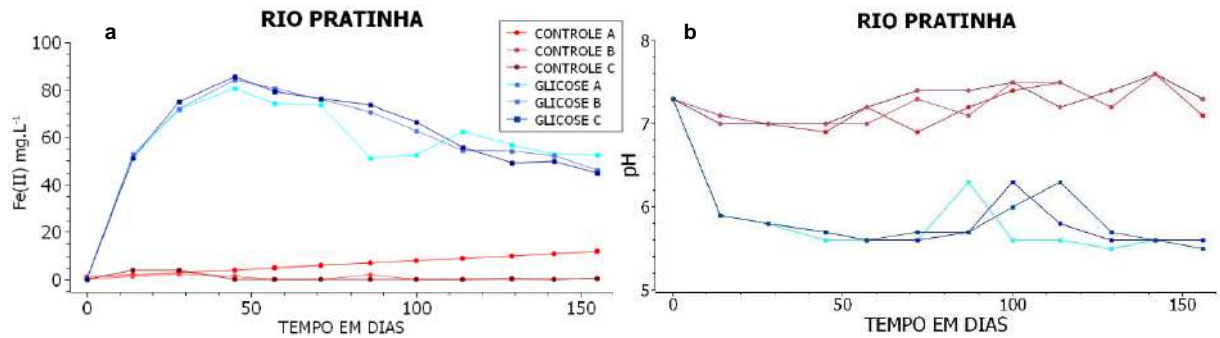 RIO PRATINHA
a
CONTROLE A
CONTROLE B
CONTROLE C
GLICOSE A
GLICOSE B
GLICOSE C
100
80
60
40
20
0
Fe(II) mg.L⁻¹
0 50 100 150
TEMPO EM DIAS
RIO PRATINHA
b
8
7
6
5
pH
0 50 100 150
TEMPO EM DIAS